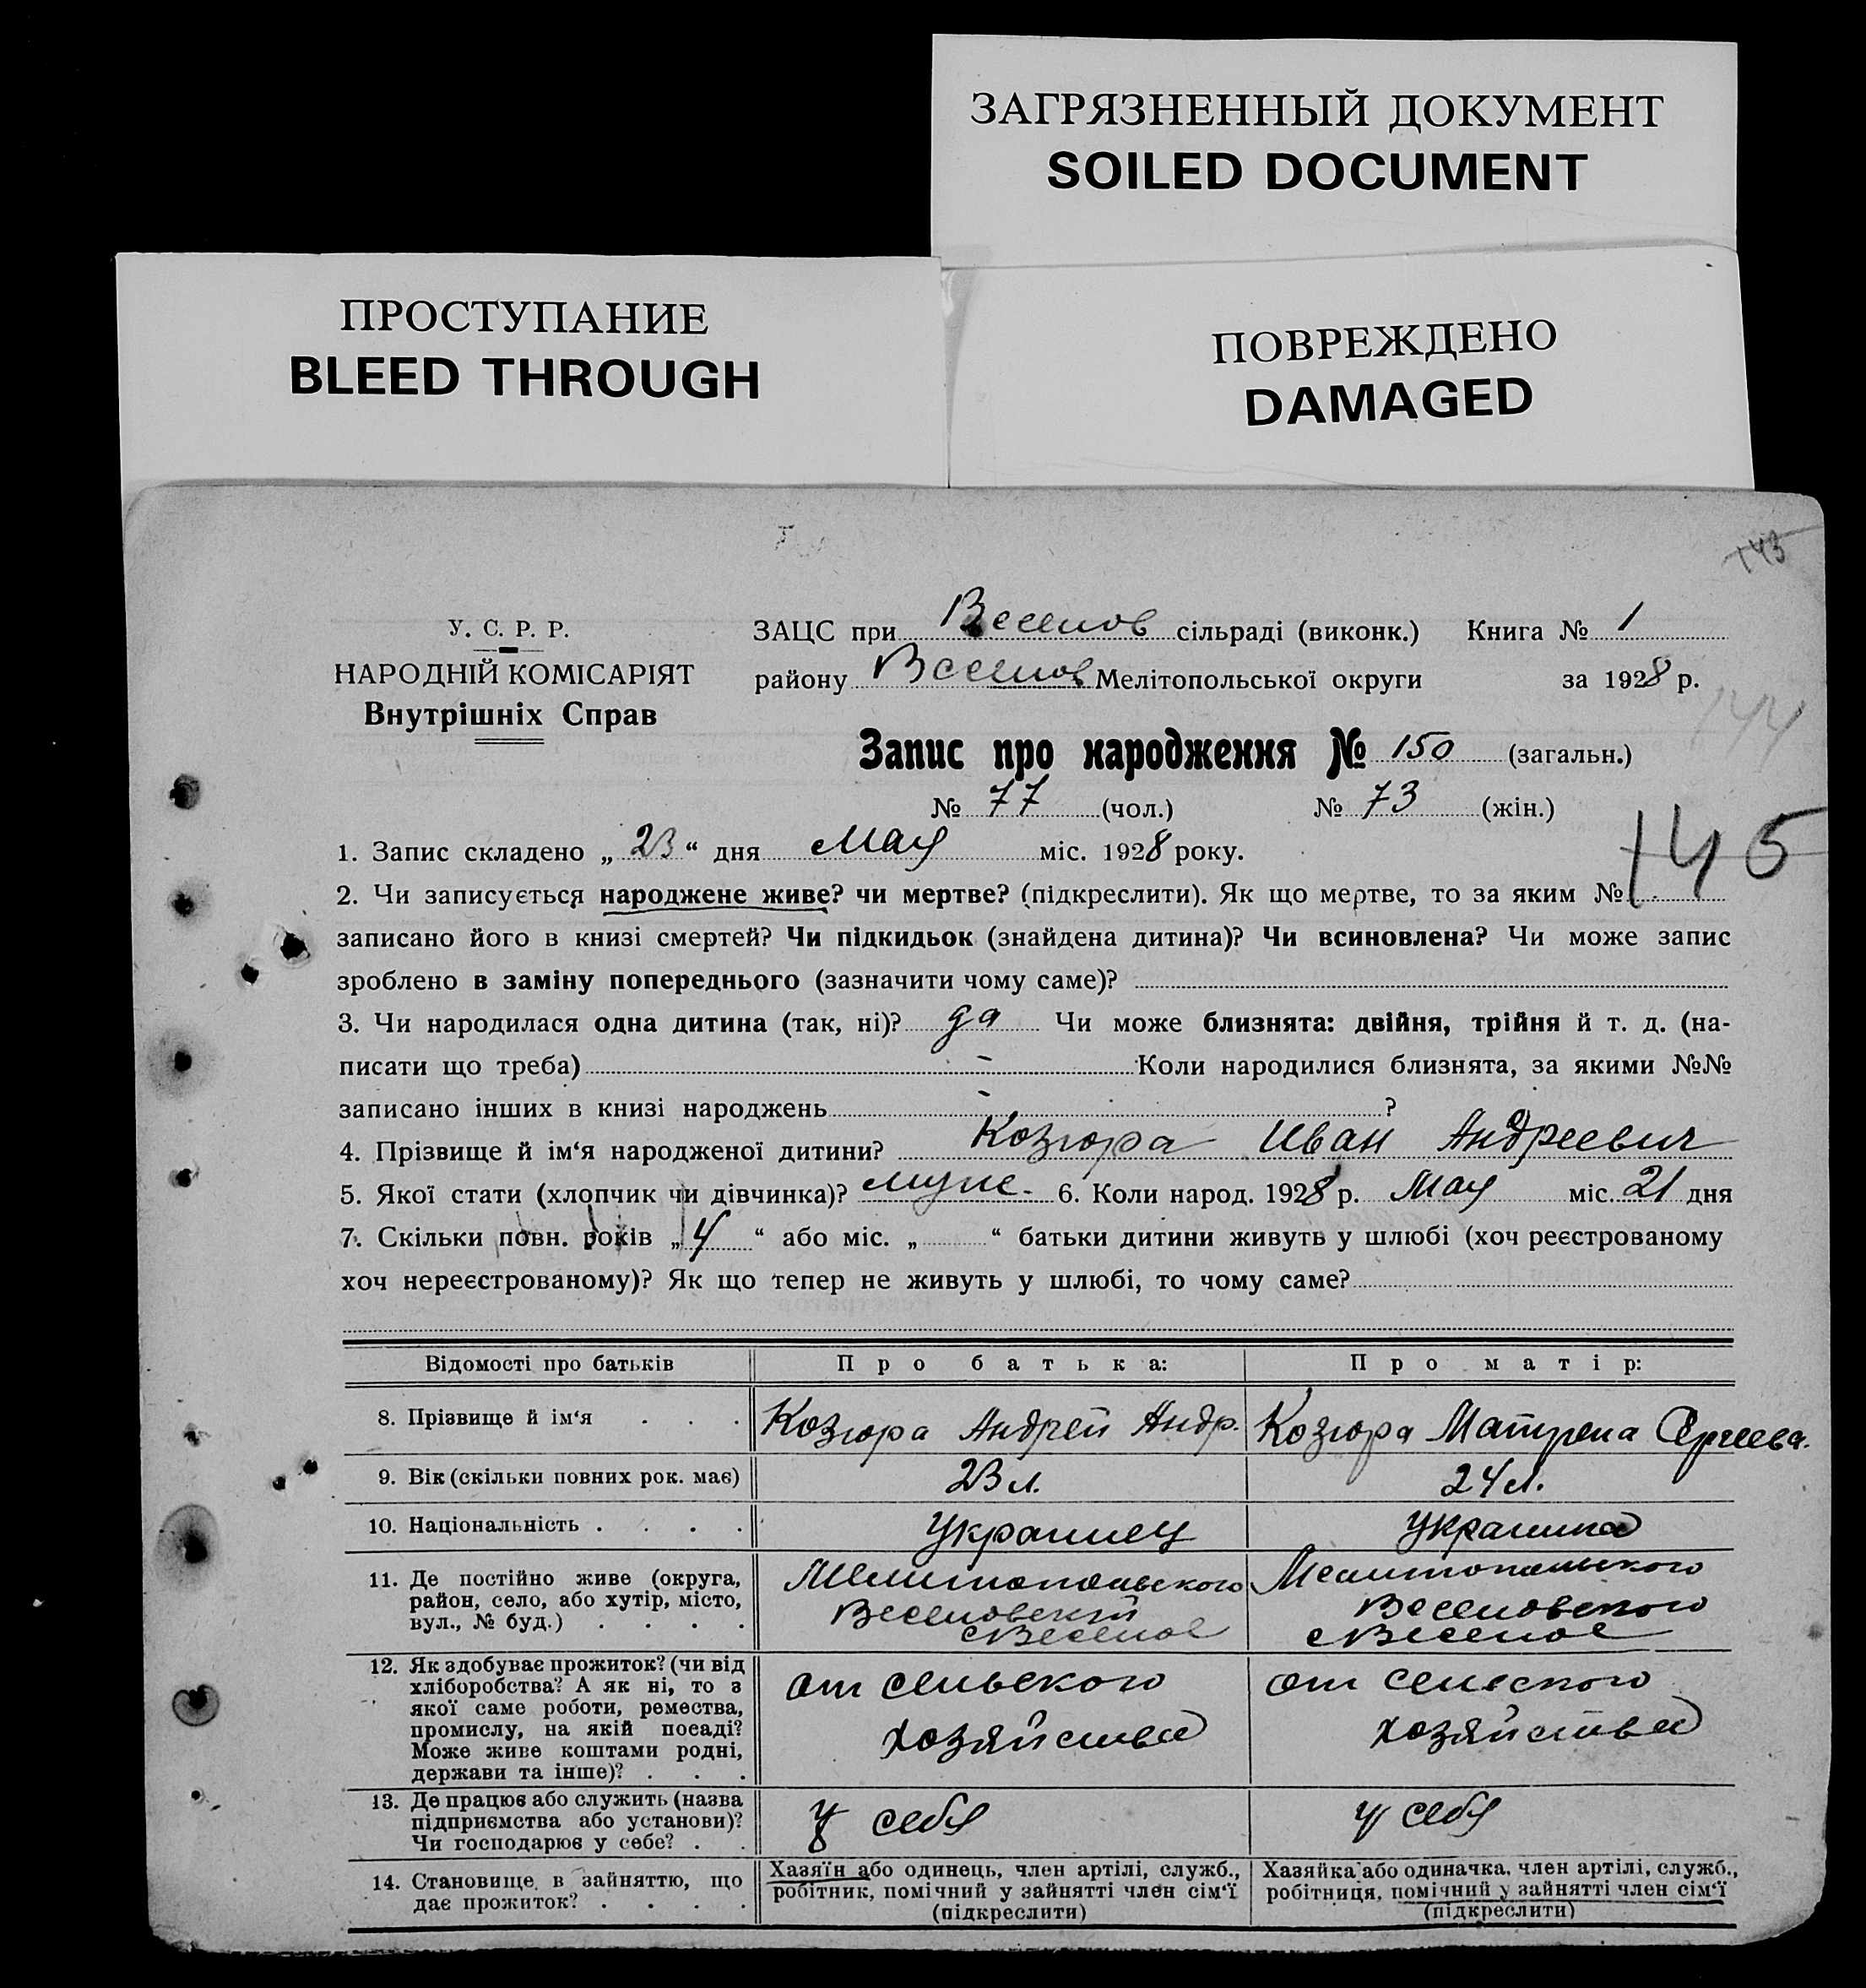 ЗАГРЯЗНЕННЫЙ ДОКУМЕНТ
SOILED DOCUMENT
ПРОСТУПАНИЕ
BLEED THROUGH
ПОВРЕЖДЕНО
DAMAGED
145
У. С. Р. Р.
НАРОДНІЙ КОМІСАРІЯТ
Внутрішніх Справ
ЗАЦС при Веселов сільраді (виконк.) Книга № 1
району Веселов Мелітопольської округи за 1928 р.
144
Запис про народження № 150 (загальн.)
№ 77 (чол.) № 73 (жін.)
145
1. Запис складено „ 23 “ дня Мая міс. 1928 року.
2. Чи записується народжене живе? чи мертве? (підкреслити). Як що мертве, то за яким №
записано його в книзі смертей? Чи підкидьок (знайдена дитина)? Чи всиновлена? Чи може запис
зроблено в заміну попереднього (зазначити чому саме)?
3. Чи народилася одна дитина (так, ні)? да Чи може близнята: двійня, трійня й т. д. (на-
писати що треба) – Коли народилися близнята, за якими №№
записано інших в книзі народжень – ?
4. Прізвище й ім‘я народженої дитини? Козюра Иван Андреевич
5. Якої стати (хлопчик чи дівчинка)? муж. 6. Коли народ. 1928 р. Мая міс. 21 дня
7. Скільки повн. років „ 4 “ або міс. „ “ батьки дитини живуть у шлюбі (хоч реєстрованому
хоч нереєстрованому)? Як що тепер не живуть у шлюбі, то чому саме?
Відомості про батьків
Про батька:
Про матір:
8. Прізвище й ім‘я . . .
Козюра Андрей Андр.
Козюра Матрена Сергеева.
9. Вік (скільки повних рок. має)
23 л.
24 л.
10. Національність . . . .
Украинец
Украинка
11. Де постійно живе (округа,
район, село, або хутір, місто,
вул., № буд.) . . . .
Мелитопольского
Веселовский
с Веселое
Мелитопольского
Веселовского
с Веселое
12. Як здобуває прожиток? (чи від
хліборобства? А як ні, то з
якої саме роботи, ремества,
промислу, на якій посаді?
Може живе коштами родні,
держави та інше)? . . .
от сельского
хозяйства
от сельского
хозяйства
13. Де працює або служить (назва
підприємства або установи)?
Чи господарює у себе? . .
у себя
у себя
14. Становище в зайняттю, що
дає прожиток? . . . .
Хазяїн або одинець, член артілі, служб.,
робітник, помічний у зайнятті член сім‘ї
(підкреслити)
Хазяйка або одиначка, член артілі, служб.,
робітниця, помічний у зайнятті член сім‘ї
(підкреслити)